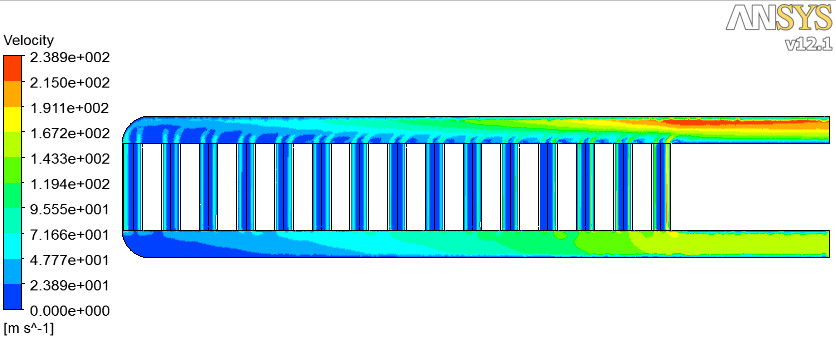 ANSYS
v12.1
Velocity
2.389e+002
2.150e+002
1.911e+002
1.672e+002
1.433e+002
1.194e+002
9.555e+001
7.166e+001
4.777e+001
2.389e+001
0.000e+000
[m s^-1]